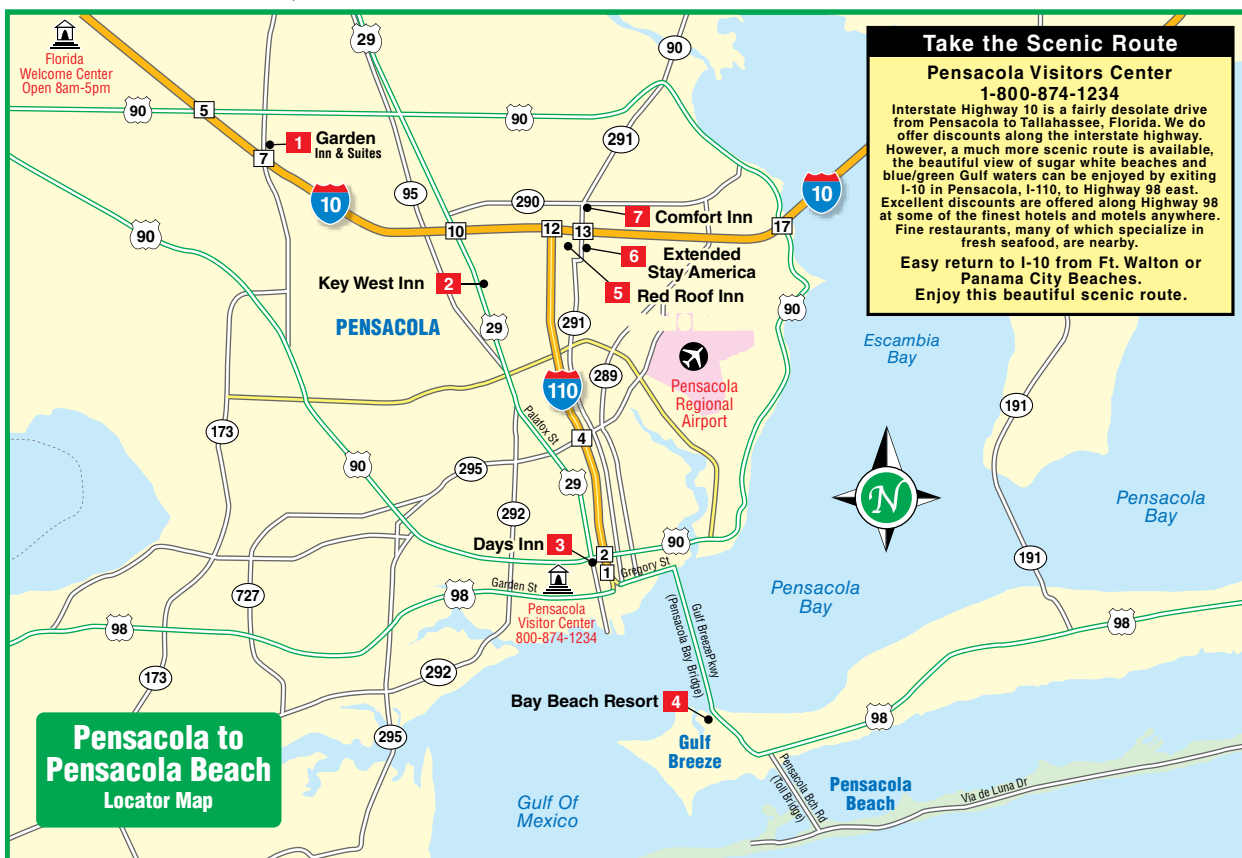 Florida
Welcome Center
Open 8am-5pm
29
90
90
5
90
1 Garden
Inn & Suites
7
291
95
10
290
10
7 Comfort Inn
10
12
13
17
90
6 Extended
Stay America
Key West Inn 2
5 Red Roof Inn
90
PENSACOLA
29
291
289
110
Pensacola
Regional
Airport
Palafox St
4
173
90
295
29
292
Days Inn 3
2
90
1
Gregory St
Garden St
98
727
98
Pensacola
Visitor Center
800-874-1234
Gulf BreezePkwy
(Pensacola Bay Bridge)
292
173
295
Bay Beach Resort 4
Gulf
Breeze
98
98
Pensacola Bch Rd
(Toll Bridge)
Pensacola
Beach
Via de Luna Dr
Gulf Of
Mexico
Pensacola
Bay
Pensacola
Bay
Escambia
Bay
191
191
N
Take the Scenic Route
Pensacola Visitors Center
1-800-874-1234
Interstate Highway 10 is a fairly desolate drive
from Pensacola to Tallahassee, Florida. We do
offer discounts along the interstate highway.
However, a much more scenic route is available,
the beautiful view of sugar white beaches and
blue/green Gulf waters can be enjoyed by exiting
I-10 in Pensacola, I-110, to Highway 98 east.
Excellent discounts are offered along Highway 98
at some of the finest hotels and motels anywhere.
Fine restaurants, many of which specialize in
fresh seafood, are nearby.
Easy return to I-10 from Ft. Walton or
Panama City Beaches.
Enjoy this beautiful scenic route.
Pensacola to
Pensacola Beach
Locator Map